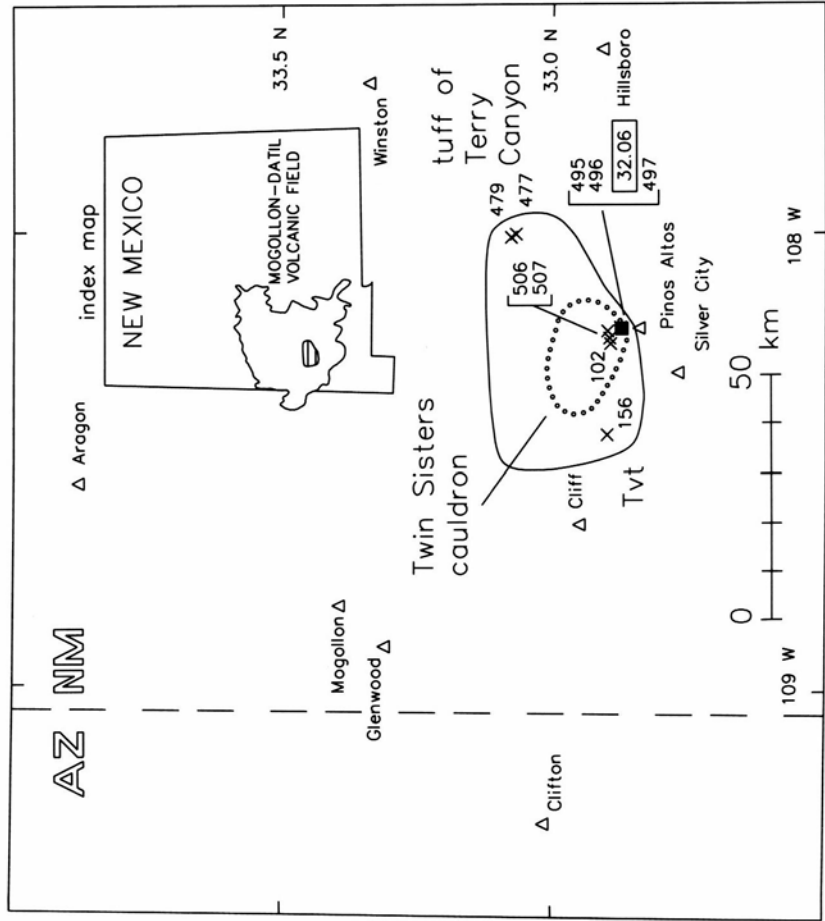 AZ NM
Aragon
index map
NEW MEXICO
MOGOLLON-DATIL
VOLCANIC FIELD
33.5 N
Winston
Mogollon
Glenwood
Twin Sisters
cauldron
tuff of
Terry
Canyon
479
477
506
507
495
496
32.06
497
33.0 N
Hillsboro
Clifton
Cliff
Tvt
156
102
Pinos Altos
Silver City
0
50
km
109 W
108 W